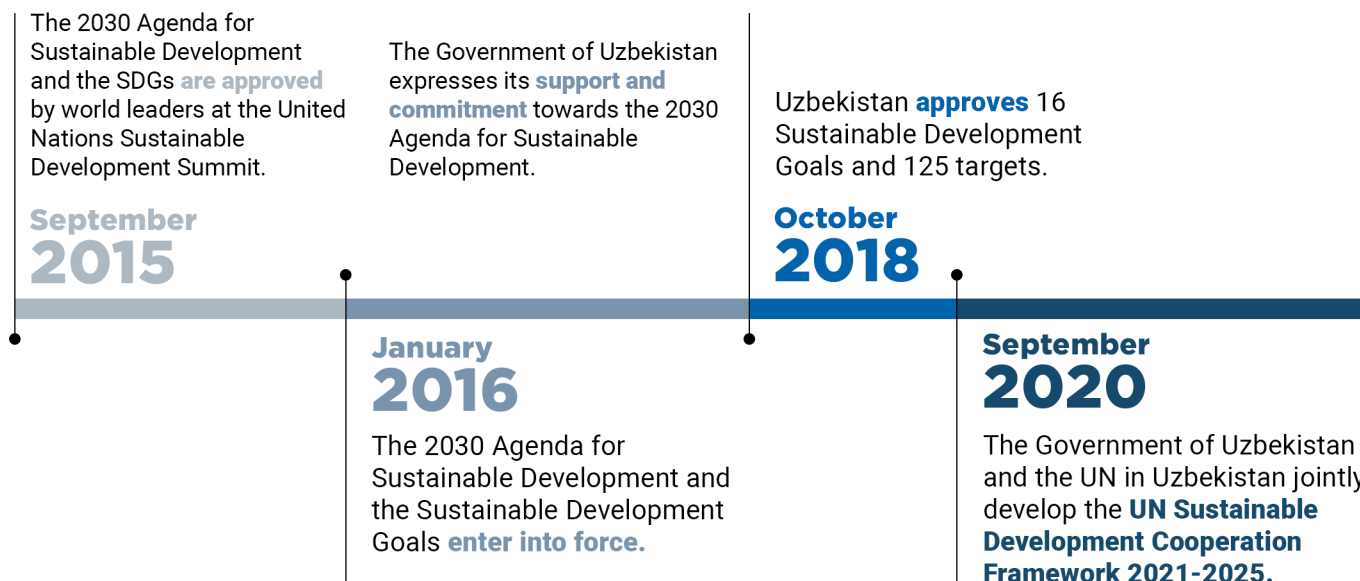 The 2030 Agenda for
Sustainable Development
and the SDGs are approved
by world leaders at the United
Nations Sustainable
Development Summit.
September
2015
The Government of Uzbekistan
expresses its support and
commitment towards the 2030
Agenda for Sustainable
Development.
January
2016
The 2030 Agenda for
Sustainable Development and
the Sustainable Development
Goals enter into force.
Uzbekistan approves 16
Sustainable Development
Goals and 125 targets.
October
2018
September
2020
The Government of Uzbekistan
and the UN in Uzbekistan jointly
develop the UN Sustainable
Development Cooperation
Framework 2021-2025.